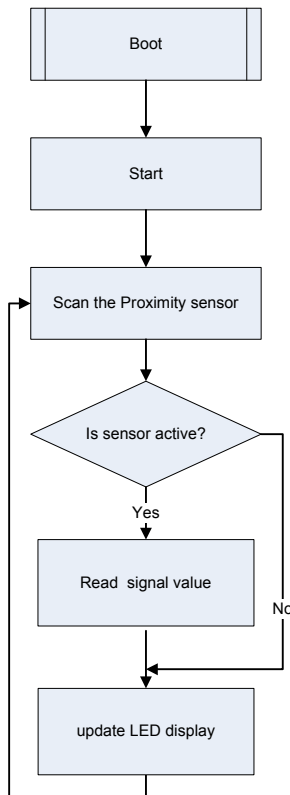 Boot
Start
Scan the Proximity sensor
Is sensor active?
Yes
Read signal value
No
update LED display